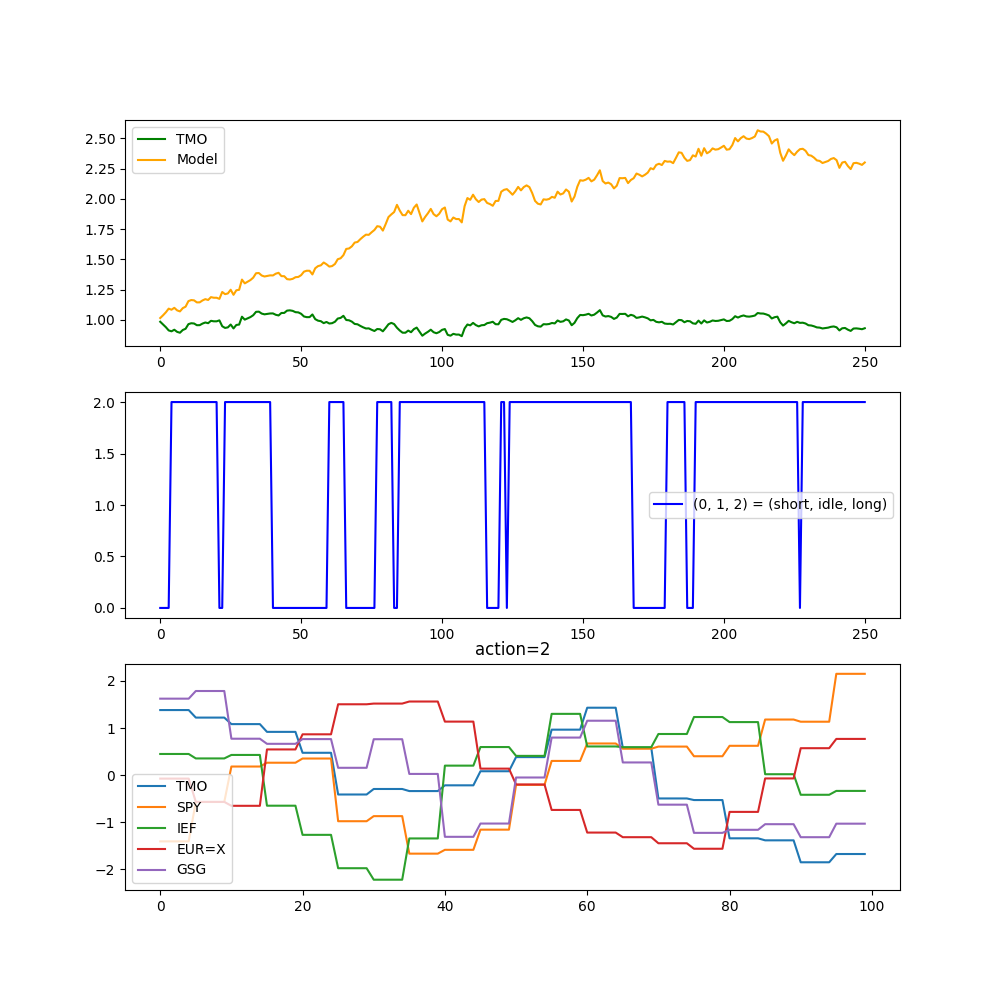 TMO
Model
2.50
2.25
2.00
1.75
1.50
1.25
1.00
0 50 100 150 200 250
2.0
1.5
1.0
0.5
0.0
(0, 1, 2) = (short, idle, long)
0 50 100 150 200 250
action=2
2
1
0
−1
−2
TMO
SPY
IEF
EUR=X
GSG
0 20 40 60 80 100